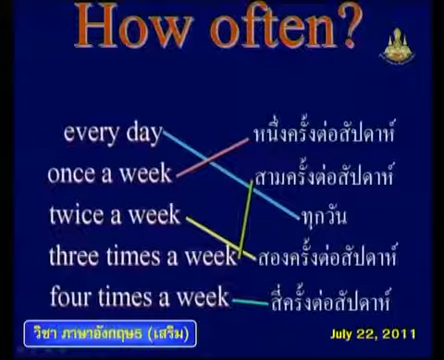 How often?
every day
once a week
twice a week
three times a week
four times a week
หนึ่งครั้งต่อสัปดาห์
สามครั้งต่อสัปดาห์
ทุกวัน
สองครั้งต่อสัปดาห์
สี่ครั้งต่อสัปดาห์
วิชา ภาษาอังกฤษ5 (เสริม)
July 22, 2011